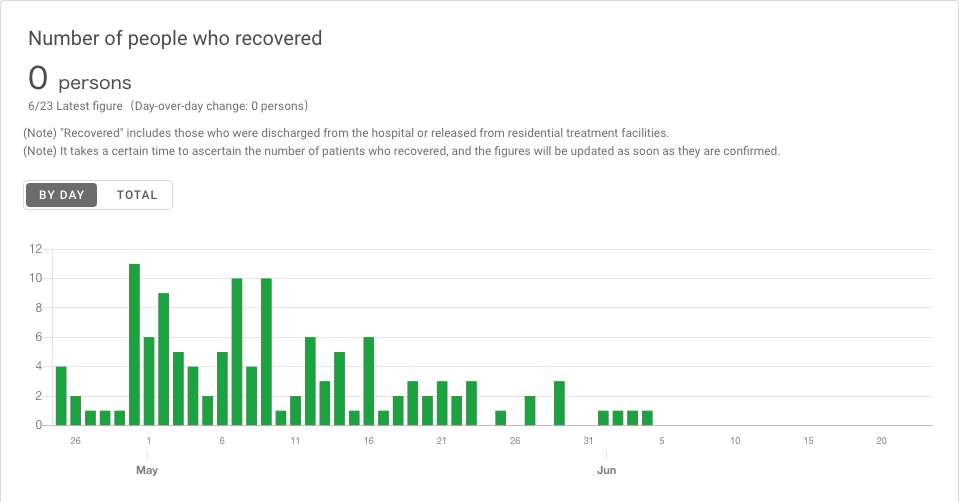 Number of people who recovered
0 persons
6/23 Latest figure (Day-over-day change: 0 persons)
(Note) "Recovered" includes those who were discharged from the hospital or released from residential treatment facilities.
(Note) It takes a certain time to ascertain the number of patients who recovered, and the figures will be updated as soon as they are confirmed.
BY DAY TOTAL
12
10
8
6
4
2
0
26 1 6 11 16 21 26 31 5 10 15 20
May Jun